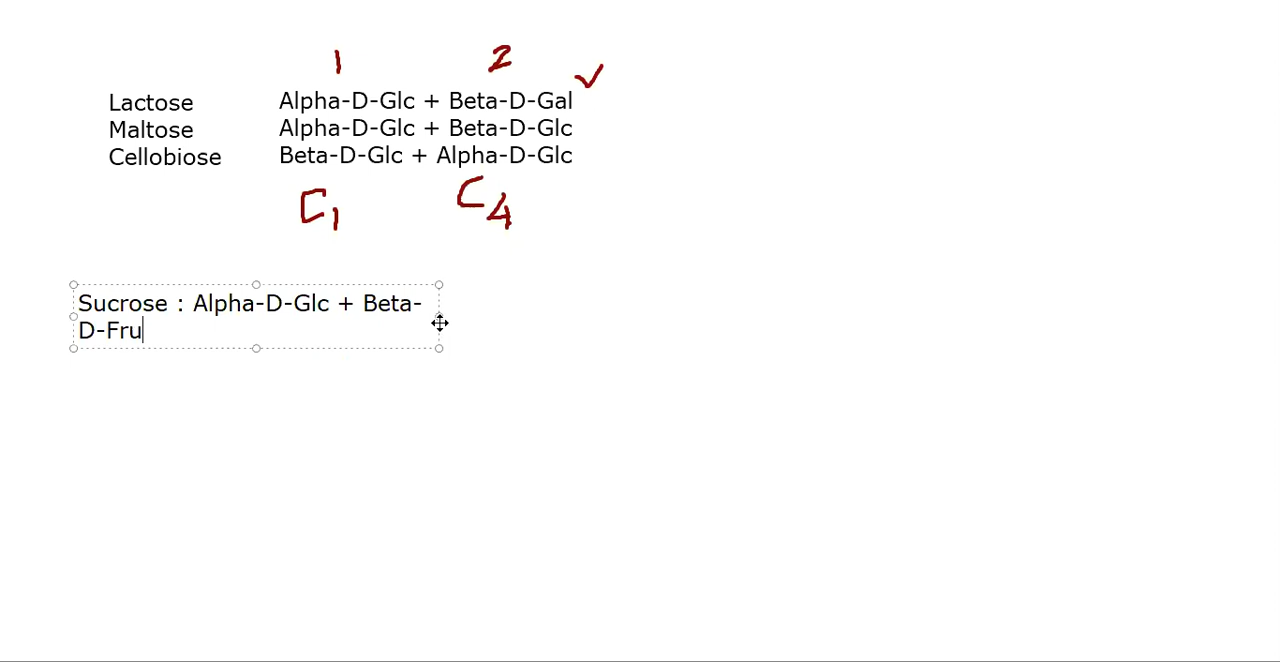 1 2
Lactose Alpha-D-Glc + Beta-D-Gal
Maltose Alpha-D-Glc + Beta-D-Glc
Cellobiose Beta-D-Glc + Alpha-D-Glc
C1 C4
Sucrose : Alpha-D-Glc + Beta-
D-Fru